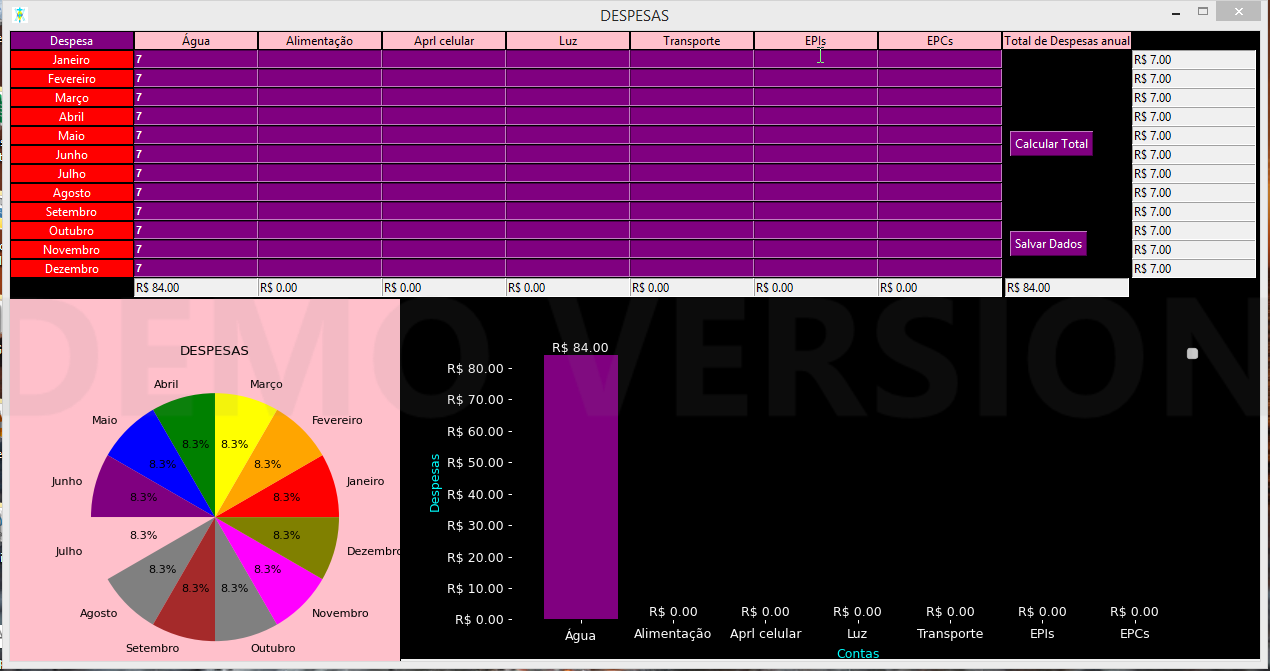 DESPESAS
Despesa Água Alimentação Aprl celular Luz Transporte EPIs EPCs Total de Despesas anual
Janeiro 7 R$ 7.00
Fevereiro 7 R$ 7.00
Março 7 R$ 7.00
Abril 7 R$ 7.00
Maio 7 R$ 7.00
Calcular Total
Junho 7 R$ 7.00
Julho 7 R$ 7.00
Agosto 7 R$ 7.00
Setembro 7 R$ 7.00
Outubro 7 R$ 7.00
Salvar Dados
Novembro 7 R$ 7.00
Dezembro 7 R$ 7.00
R$ 84.00 R$ 0.00 R$ 0.00 R$ 0.00 R$ 0.00 R$ 0.00 R$ 0.00 R$ 84.00
DEMO VERSION
DESPESAS
Abril Março
Maio Fevereiro
8.3% 8.3%
8.3% 8.3%
Junho Janeiro
8.3% 8.3%
8.3% 8.3%
Julho Dezembro
8.3% 8.3%
8.3% 8.3%
Agosto Novembro
Setembro Outubro
R$ 84.00
R$ 80.00
R$ 70.00
R$ 60.00
R$ 50.00
R$ 40.00
R$ 30.00
R$ 20.00
R$ 10.00
R$ 0.00
Despesas
R$ 0.00 R$ 0.00 R$ 0.00 R$ 0.00 R$ 0.00 R$ 0.00
Água Alimentação Aprl celular Luz Transporte EPIs EPCs
Contas